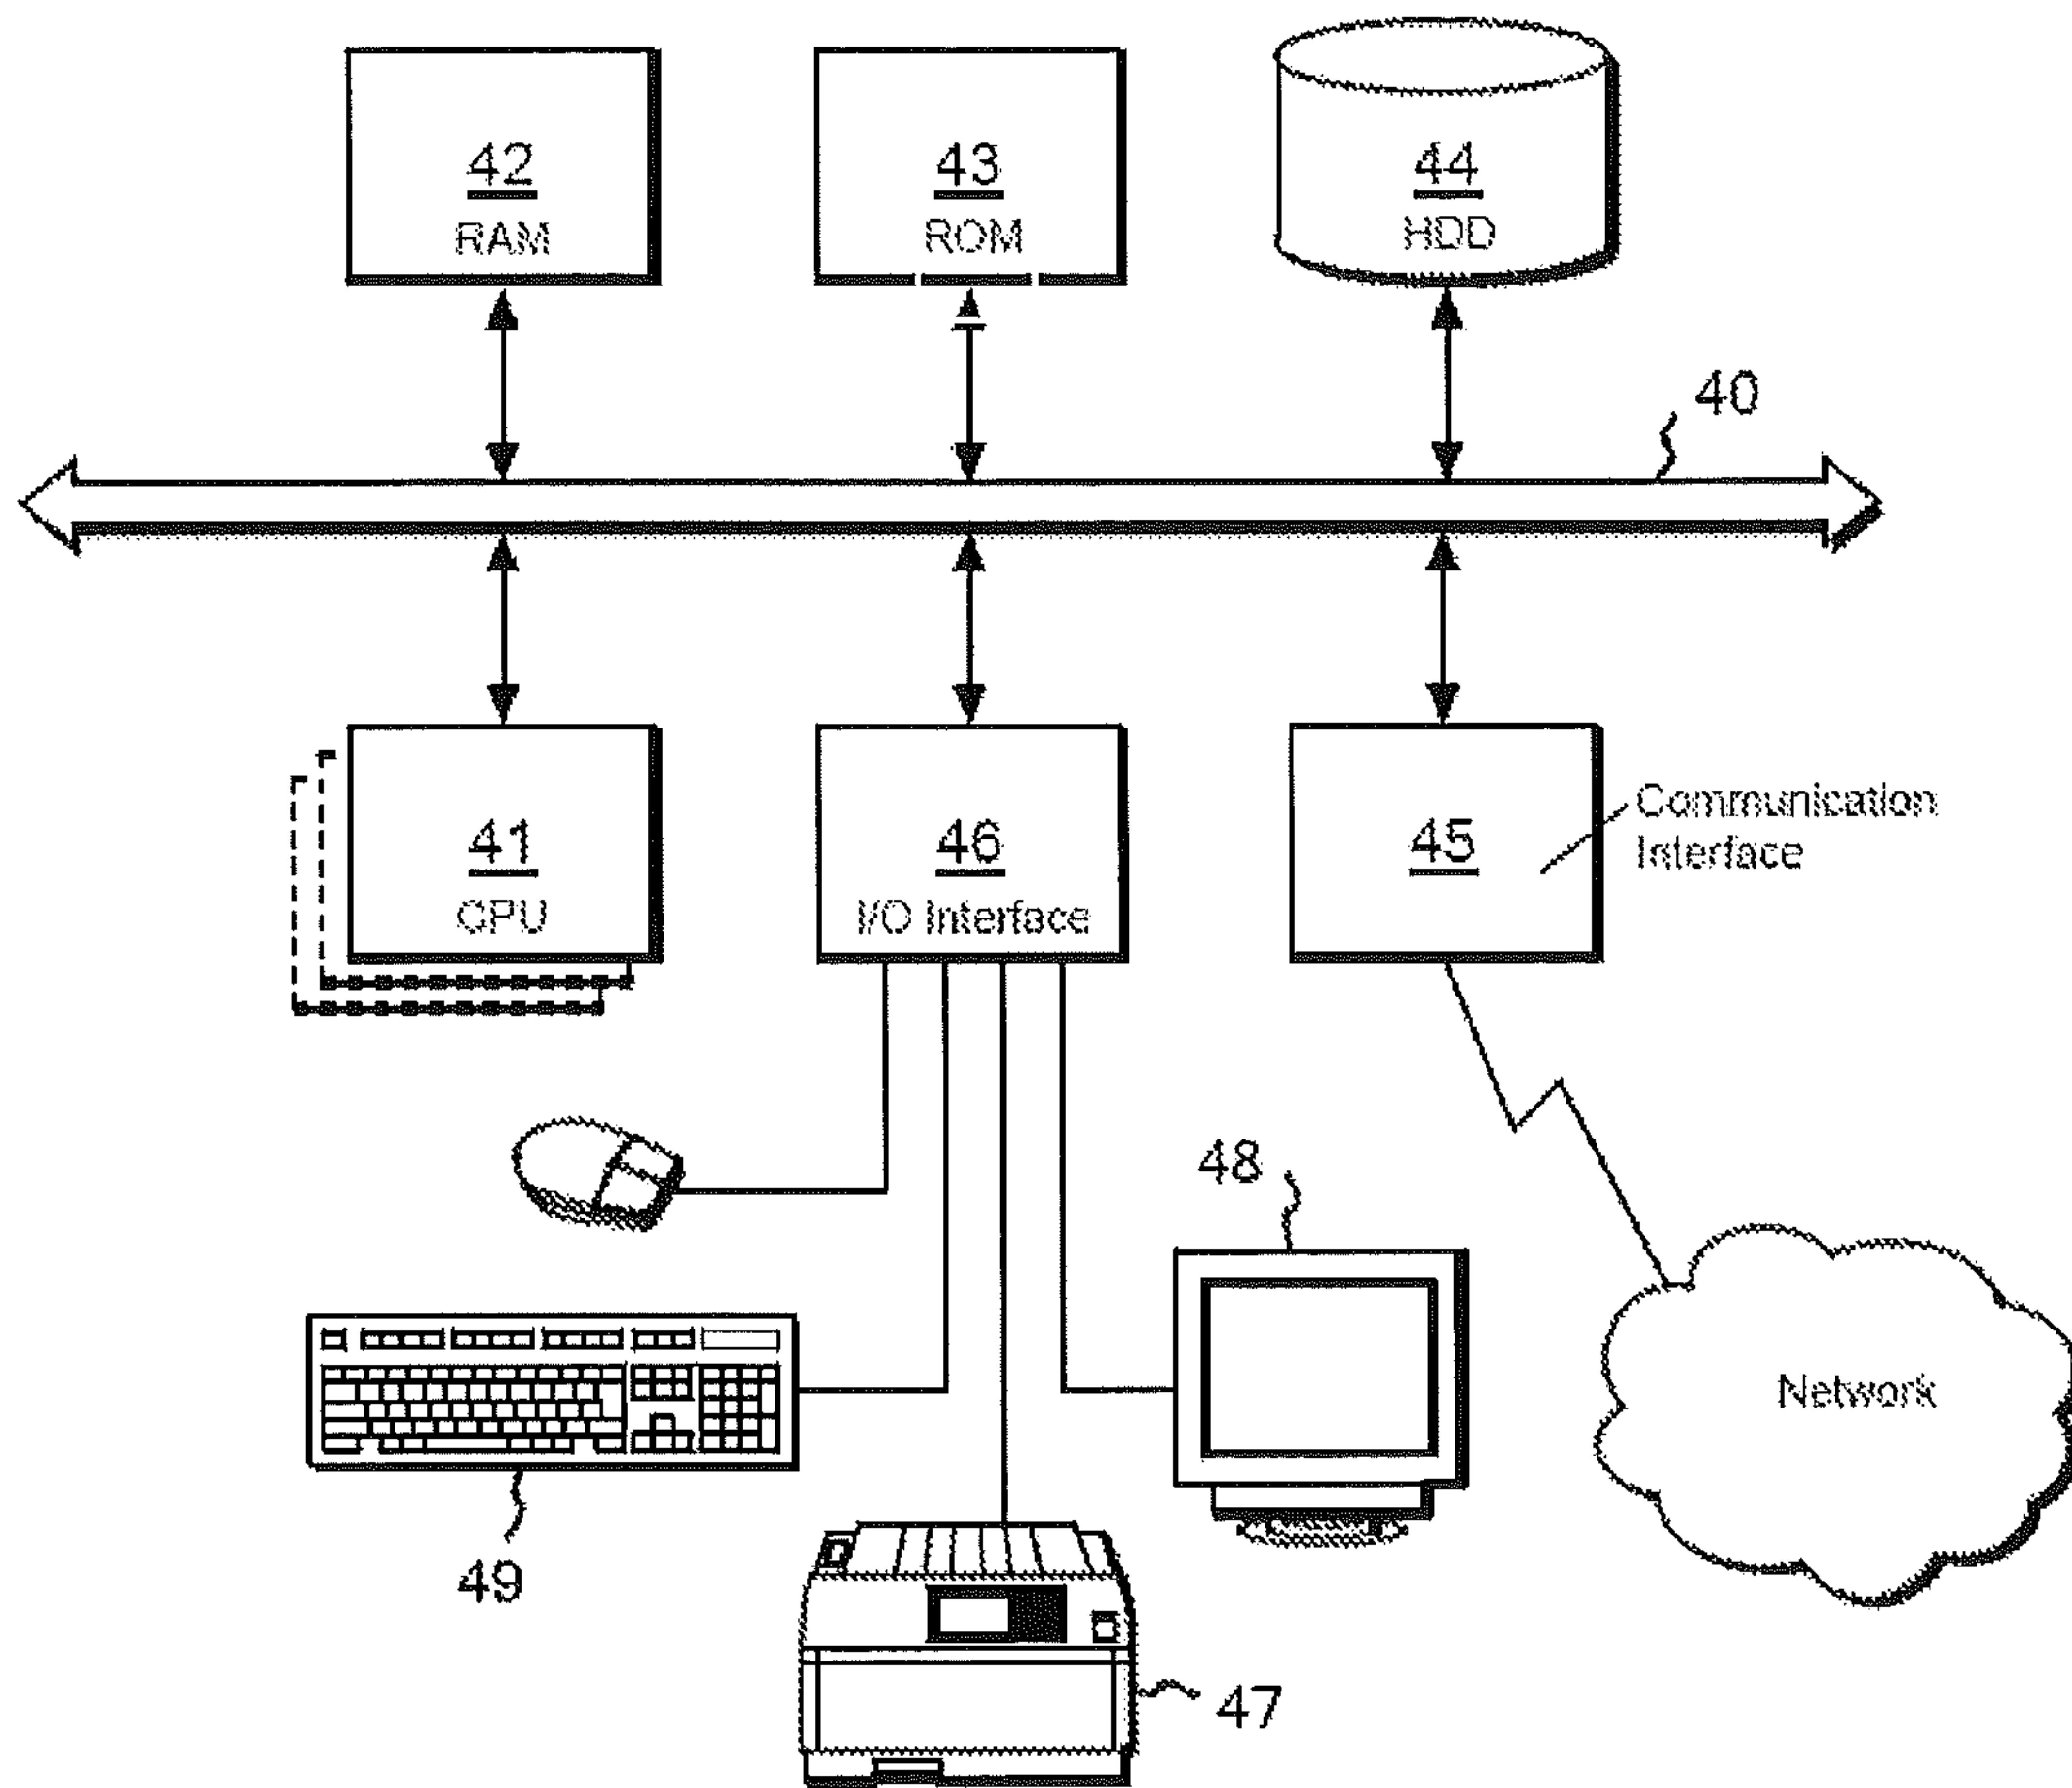 42
RAM
43
ROM
44
HDD
40
41
CPU
46
I/O Interface
45
Communication
Interface
48
Network
49
47